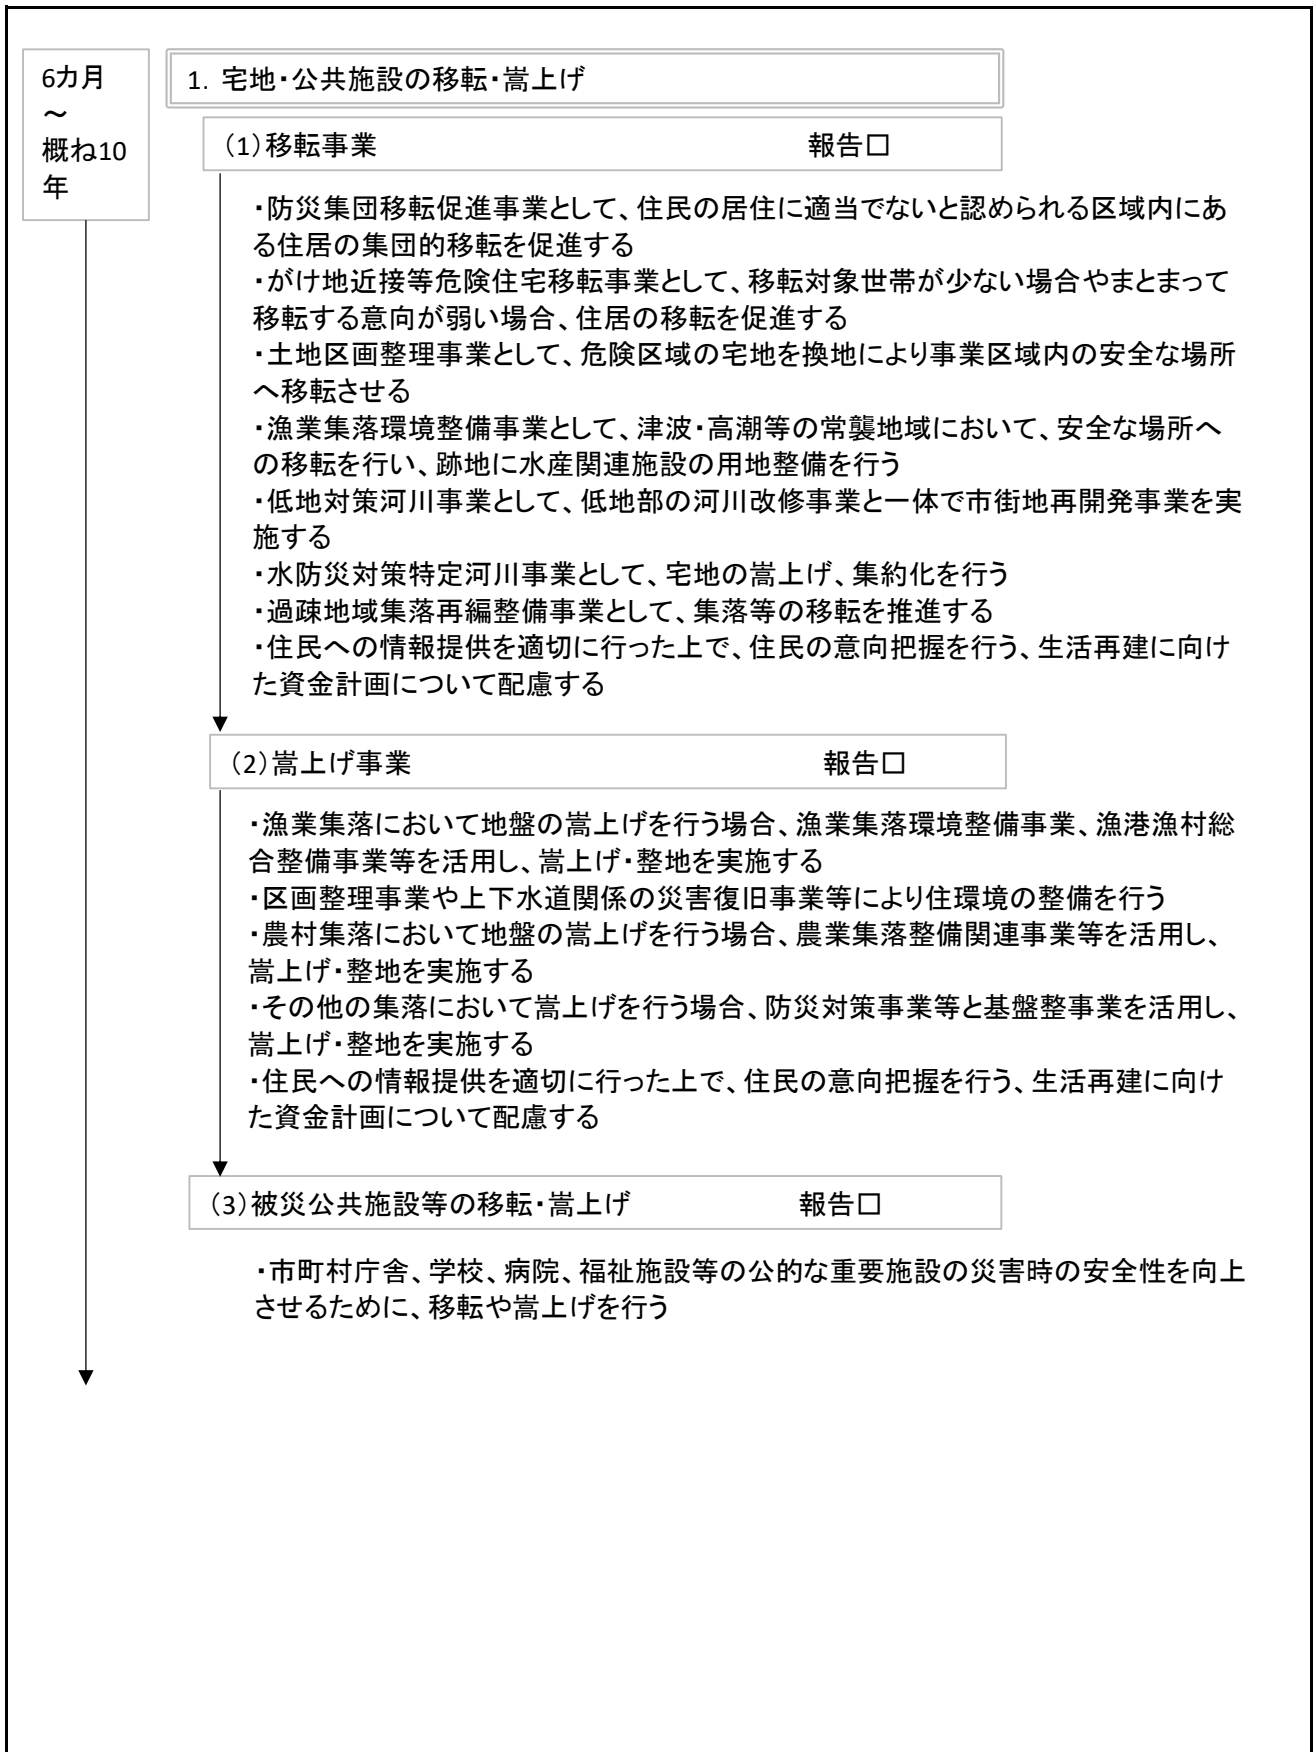 6カ月
～
概ね10
年
1. 宅地・公共施設の移転・嵩上げ
（1）移転事業 報告□
・防災集団移転促進事業として、住民の居住に適当でないと認められる区域内にあ
る住居の集団的移転を促進する
・がけ地近接等危険住宅移転事業として、移転対象世帯が少ない場合やまとまって
移転する意向が弱い場合、住居の移転を促進する
・土地区画整理事業として、危険区域の宅地を換地により事業区域内の安全な場所
へ移転させる
・漁業集落環境整備事業として、津波・高潮等の常襲地域において、安全な場所へ
の移転を行い、跡地に水産関連施設の用地整備を行う
・低地対策河川事業として、低地部の河川改修事業と一体で市街地再開発事業を実
施する
・水防災対策特定河川事業として、宅地の嵩上げ、集約化を行う
・過疎地域集落再編整備事業として、集落等の移転を推進する
・住民への情報提供を適切に行った上で、住民の意向把握を行う、生活再建に向け
た資金計画について配慮する
（2）嵩上げ事業 報告□
・漁業集落において地盤の嵩上げを行う場合、漁業集落環境整備事業、漁港漁村総
合整備事業等を活用し、嵩上げ・整地を実施する
・区画整理事業や上下水道関係の災害復旧事業等により住環境の整備を行う
・農村集落において地盤の嵩上げを行う場合、農業集落整備関連事業等を活用し、
嵩上げ・整地を実施する
・その他の集落において嵩上げを行う場合、防災対策事業等と基盤整事業を活用し、
嵩上げ・整地を実施する
・住民への情報提供を適切に行った上で、住民の意向把握を行う、生活再建に向け
た資金計画について配慮する
（3）被災公共施設等の移転・嵩上げ 報告□
・市町村庁舎、学校、病院、福祉施設等の公的な重要施設の災害時の安全性を向上
させるために、移転や嵩上げを行う